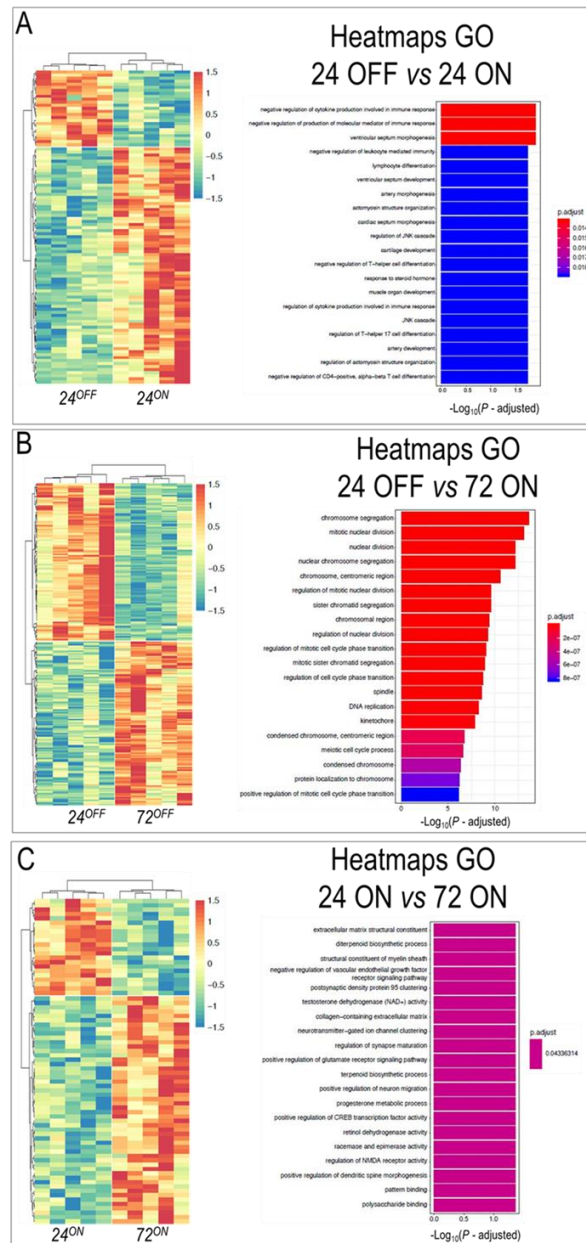 A
Heatmaps GO
24 OFF vs 24 ON
1.5
1
0.5
0
−0.5
−1
−1.5
negative regulation of cytokine production involved in immune response
negative regulation of production of molecular mediator of immune response
ventricular septum morphogenesis
negative regulation of leukocyte mediated immunity
lymphocyte differentiation
ventricular septum development
artery morphogenesis
actomyosin structure organization
cardiac septum morphogenesis
regulation of JNK cascade
cartilage development
negative regulation of T−helper cell differentiation
response to steroid hormone
muscle organ development
regulation of cytokine production involved in immune response
JNK cascade
regulation of T−helper 17 cell differentiation
artery development
regulation of actomyosin structure organization
negative regulation of CD4−positive, alpha−beta T cell differentiation
p.adjust
0.014
0.015
0.016
0.017
0.018
0.0 0.5 1.0 1.5
-Log10(P - adjusted)
24OFF 24ON
B
Heatmaps GO
24 OFF vs 72 ON
1.5
1
0.5
0
−0.5
−1
−1.5
chromosome segregation
mitotic nuclear division
nuclear division
nuclear chromosome segregation
chromosome, centromeric region
regulation of mitotic nuclear division
sister chromatid segregation
chromosomal region
regulation of nuclear division
regulation of mitotic cell cycle phase transition
mitotic sister chromatid segregation
regulation of cell cycle phase transition
spindle
DNA replication
kinetochore
condensed chromosome, centromeric region
meiotic cell cycle process
condensed chromosome
protein localization to chromosome
positive regulation of mitotic cell cycle phase transition
p.adjust
2e−07
4e−07
6e−07
8e−07
0 5 10
-Log10(P - adjusted)
24OFF 72OFF
C
Heatmaps GO
24 ON vs 72 ON
1.5
1
0.5
0
−0.5
−1
−1.5
extracellular matrix structural constituent
diterpenoid biosynthetic process
structural constituent of myelin sheath
negative regulation of vascular endothelial growth factor
receptor signaling pathway
postsynaptic density protein 95 clustering
testosterone dehydrogenase (NAD+) activity
collagen−containing extracellular matrix
neurotransmitter−gated ion channel clustering
regulation of synapse maturation
positive regulation of glutamate receptor signaling pathway
terpenoid biosynthetic process
positive regulation of neuron migration
progesterone metabolic process
positive regulation of CREB transcription factor activity
retinol dehydrogenase activity
racemase and epimerase activity
regulation of NMDA receptor activity
positive regulation of dendritic spine morphogenesis
pattern binding
polysaccharide binding
p.adjust
0.04336314
0.0 0.5 1.0
-Log10(P - adjusted)
24ON 72ON